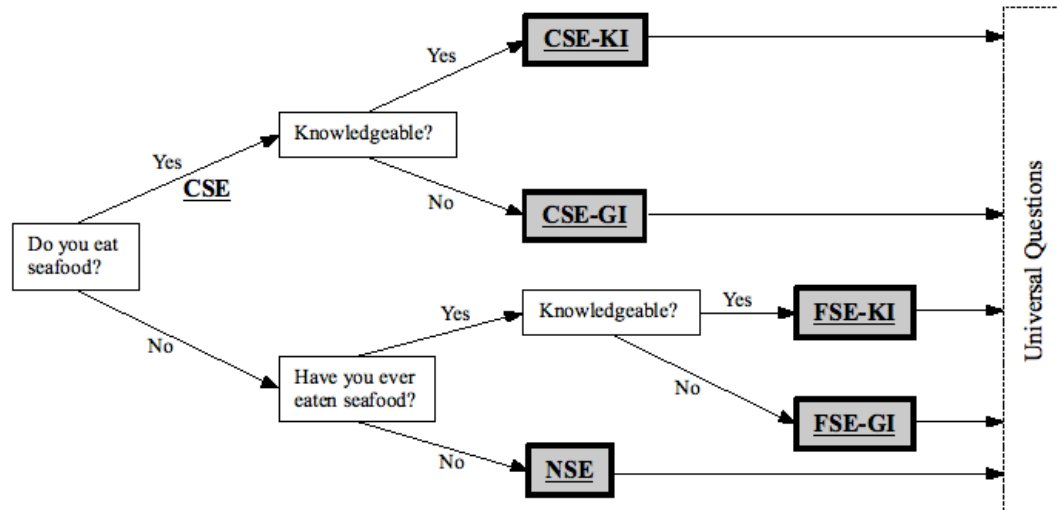 CSE-KI
Yes
Knowledgeable?
Yes
CSE
No
CSE-GI
Do you eat
seafood?
No
Yes
Knowledgeable?
Yes
FSE-KI
Have you ever
eaten seafood?
No
FSE-GI
No
NSE
Universal Questions